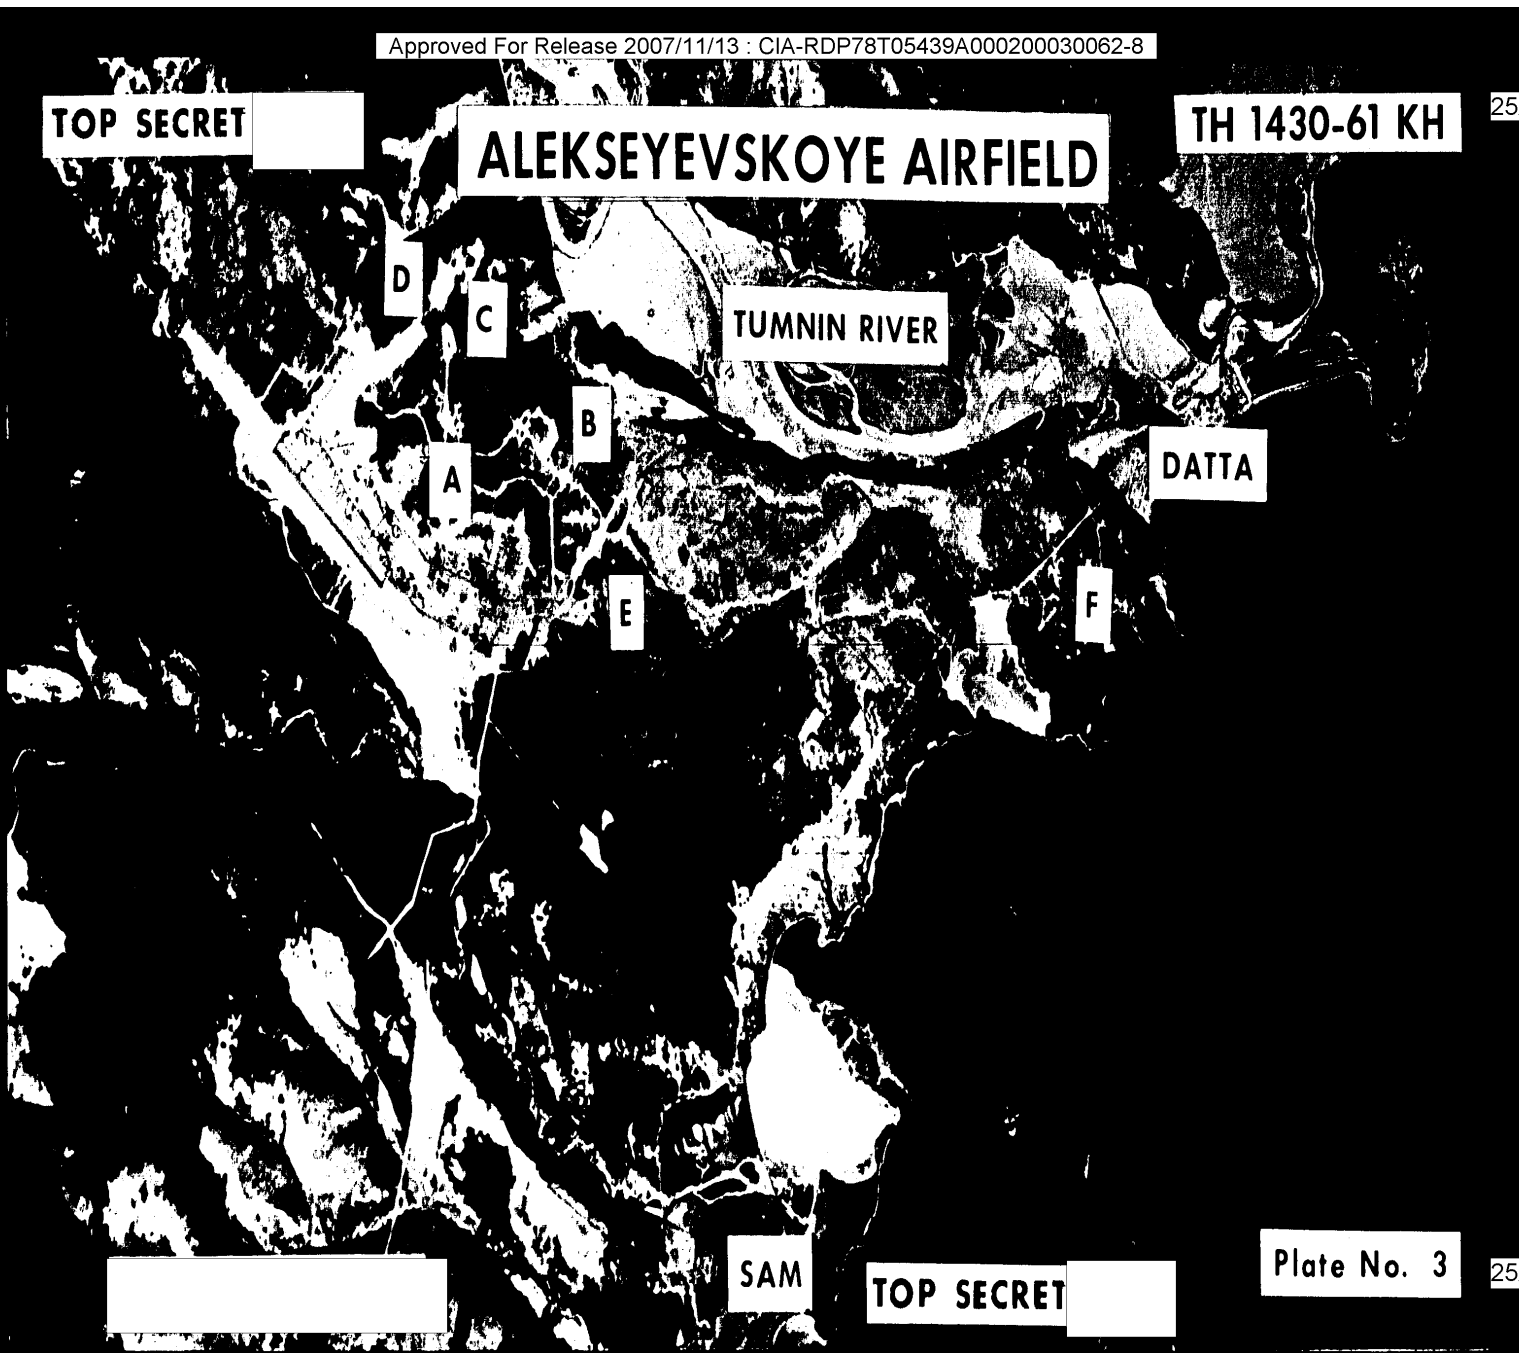 Approved For Release 2007/11/13 : CIA-RDP78T05439A000200030062-8
TOP SECRET
ALEKSEYEVSKOYE AIRFIELD
TH 1430-61 KH
25
D
C
TUMNIN RIVER
B
A
DATTA
E
F
SAM
TOP SECRET
Plate No. 3
25